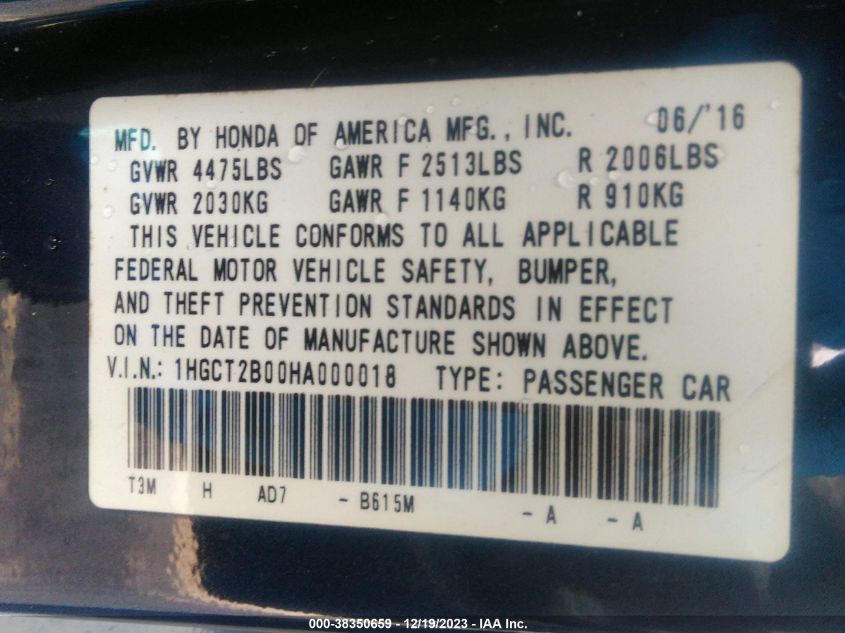 MFD. BY HONDA OF AMERICA MFG., INC. 06/'16
GVWR 4475LBS GAWR F 2513LBS R 2006LBS
GVWR 2030KG GAWR F 1140KG R 910KG
THIS VEHICLE CONFORMS TO ALL APPLICABLE
FEDERAL MOTOR VEHICLE SAFETY, BUMPER,
AND THEFT PREVENTION STANDARDS IN EFFECT
ON THE DATE OF MANUFACTURE SHOWN ABOVE.
V.I.N.: 1HGCT2B00HA000018 TYPE: PASSENGER CAR
T3M H AD7 - B615M - A - A
000-38350659 - 12/19/2023 - IAA Inc.